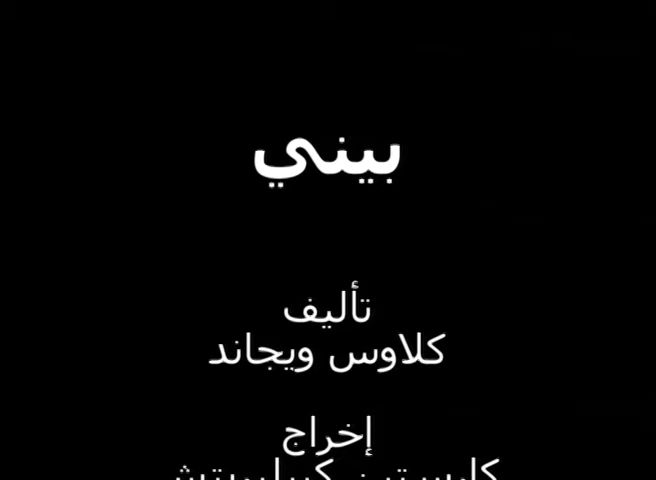 بيني
تأليف
كلاوس ويجاند
إخراج